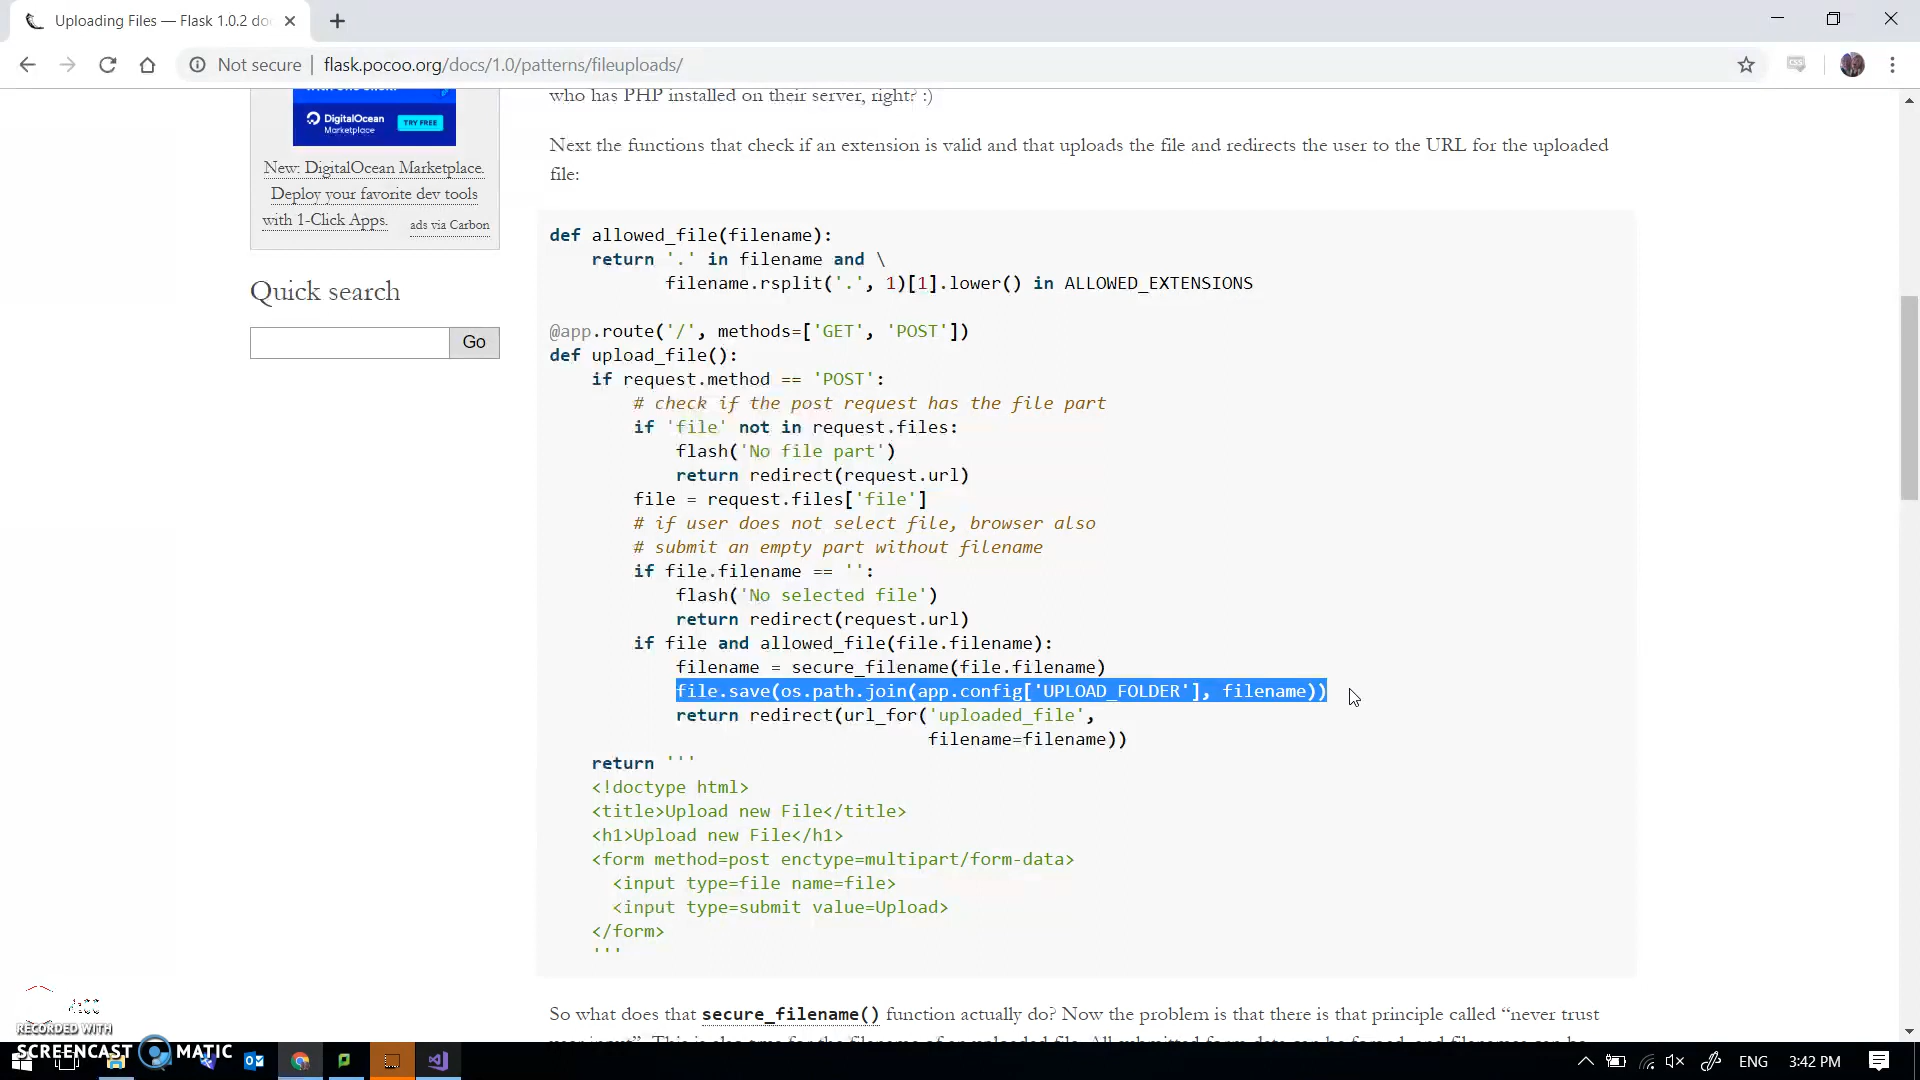 Uploading Files — Flask 1.0.2 do
Not secure | flask.pocoo.org/docs/1.0/patterns/fileuploads/
who has PHP installed on their server, right? :)
DigitalOcean
Marketplace
TRY FREE
New: DigitalOcean Marketplace.
Deploy your favorite dev tools
with 1-Click Apps.
ads via Carbon
Quick search
Go
Next the functions that check if an extension is valid and that uploads the file and redirects the user to the URL for the uploaded
file:
def allowed_file(filename):
    return '.' in filename and \
           filename.rsplit('.', 1)[1].lower() in ALLOWED_EXTENSIONS
@app.route('/', methods=['GET', 'POST'])
def upload_file():
    if request.method == 'POST':
        # check if the post request has the file part
        if 'file' not in request.files:
            flash('No file part')
            return redirect(request.url)
        file = request.files['file']
        # if user does not select file, browser also
        # submit an empty part without filename
        if file.filename == '':
            flash('No selected file')
            return redirect(request.url)
        if file and allowed_file(file.filename):
            filename = secure_filename(file.filename)
            file.save(os.path.join(app.config['UPLOAD_FOLDER'], filename))
            return redirect(url_for('uploaded_file',
                                    filename=filename))
    return '''
    <!doctype html>
    <title>Upload new File</title>
    <h1>Upload new File</h1>
    <form method=post enctype=multipart/form-data>
      <input type=file name=file>
      <input type=submit value=Upload>
    </form>
    '''
So what does that secure_filename() function actually do? Now the problem is that there is that principle called “never trust
RECORDED WITH
SCREENCAST MATIC
ENG
3:42 PM